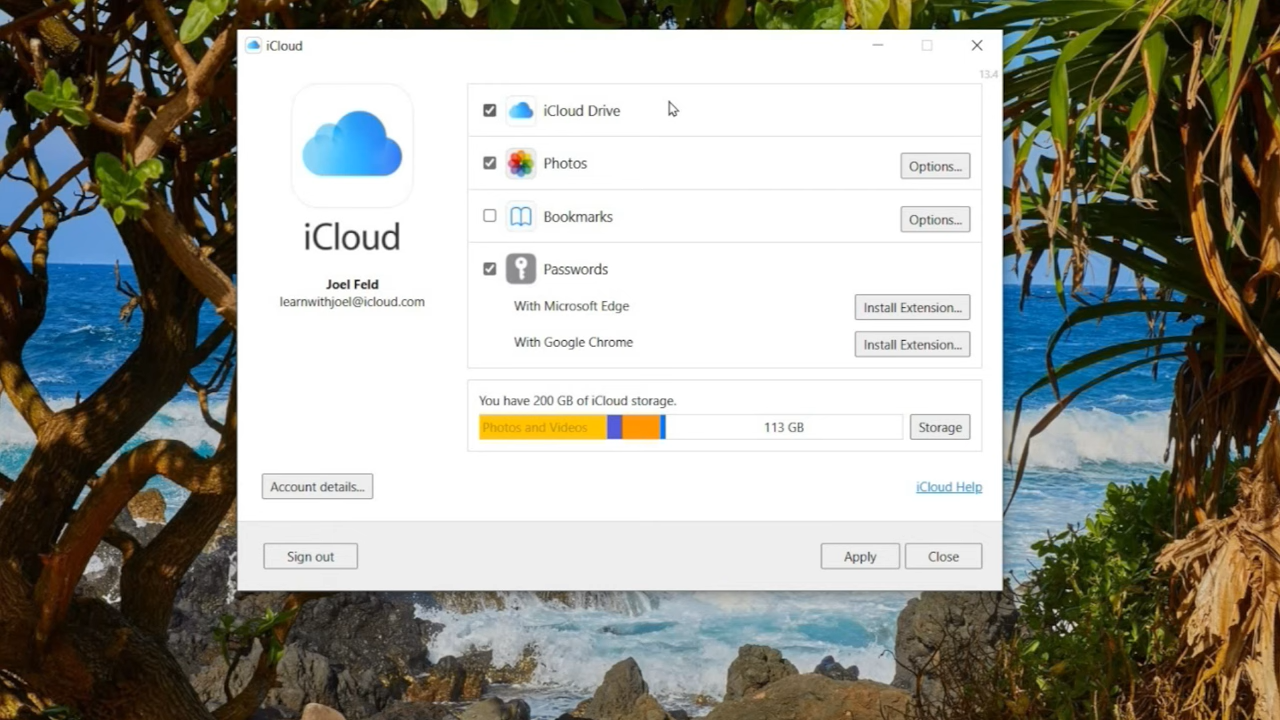 iCloud
13.4
iCloud Drive
Photos
Options...
Bookmarks
Options...
iCloud
Passwords
Joel Feld
learnwithjoel@icloud.com
With Microsoft Edge
Install Extension...
With Google Chrome
Install Extension...
You have 200 GB of iCloud storage.
Photos and Videos
113 GB
Storage
Account details...
iCloud Help
Sign out
Apply
Close